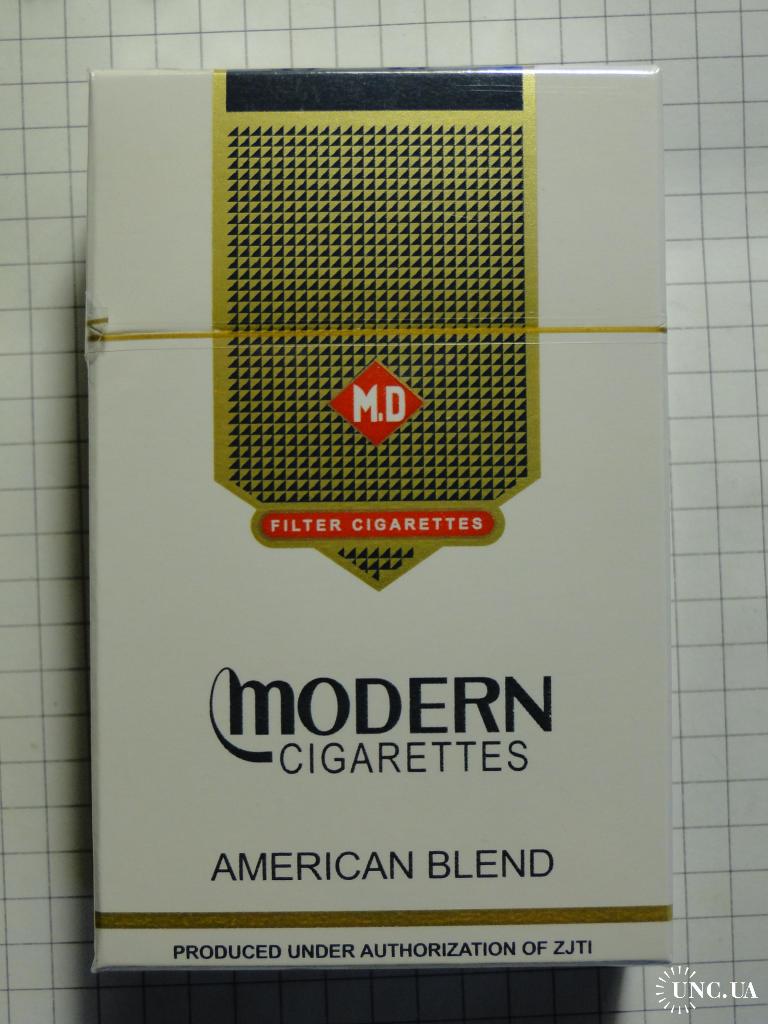 M.D
FILTER CIGARETTES
MODERN
CIGARETTES
AMERICAN BLEND
PRODUCED UNDER AUTHORIZATION OF ZJTI
UNC.UA